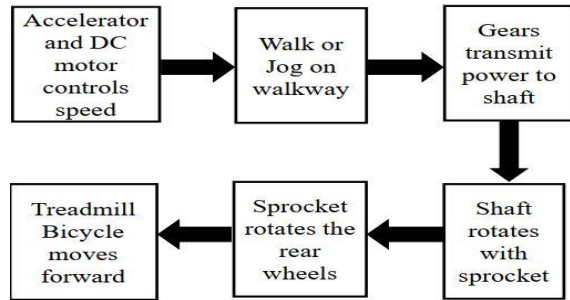 Accelerator
and DC
motor
controls
speed
Walk or
Jog on
walkway
Gears
transmit
power to
shaft
Shaft
rotates
with
sprocket
Sprocket
rotates the
rear
wheels
Treadmill
Bicycle
moves
forward